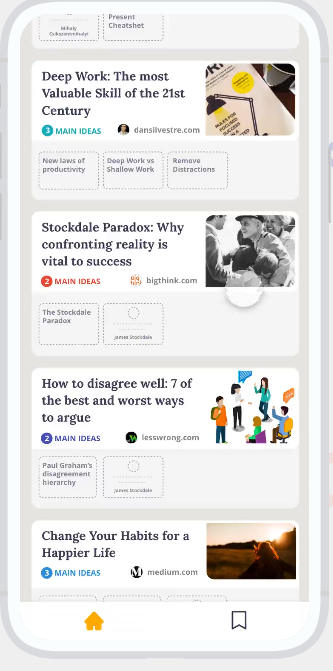 Present
Cheatshet
Mihaly
Csikszentmihalyi
Deep Work: The most
Valuable Skill of the 21st
Century
3 MAIN IDEAS
dansilvestre.com
New laws of
productivity
Deep Work vs
Shallow Work
Remove
Distractions
Stockdale Paradox: Why
confronting reality is
vital to success
2 MAIN IDEAS
bigthink.com
The Stockdale
Paradox
James Stockdale
How to disagree well: 7 of
the best and worst ways
to argue
2 MAIN IDEAS
lesswrong.com
Paul Graham's
disagreement
hierarchy
James Stockdale
Change Your Habits for a
Happier Life
3 MAIN IDEAS
M medium.com